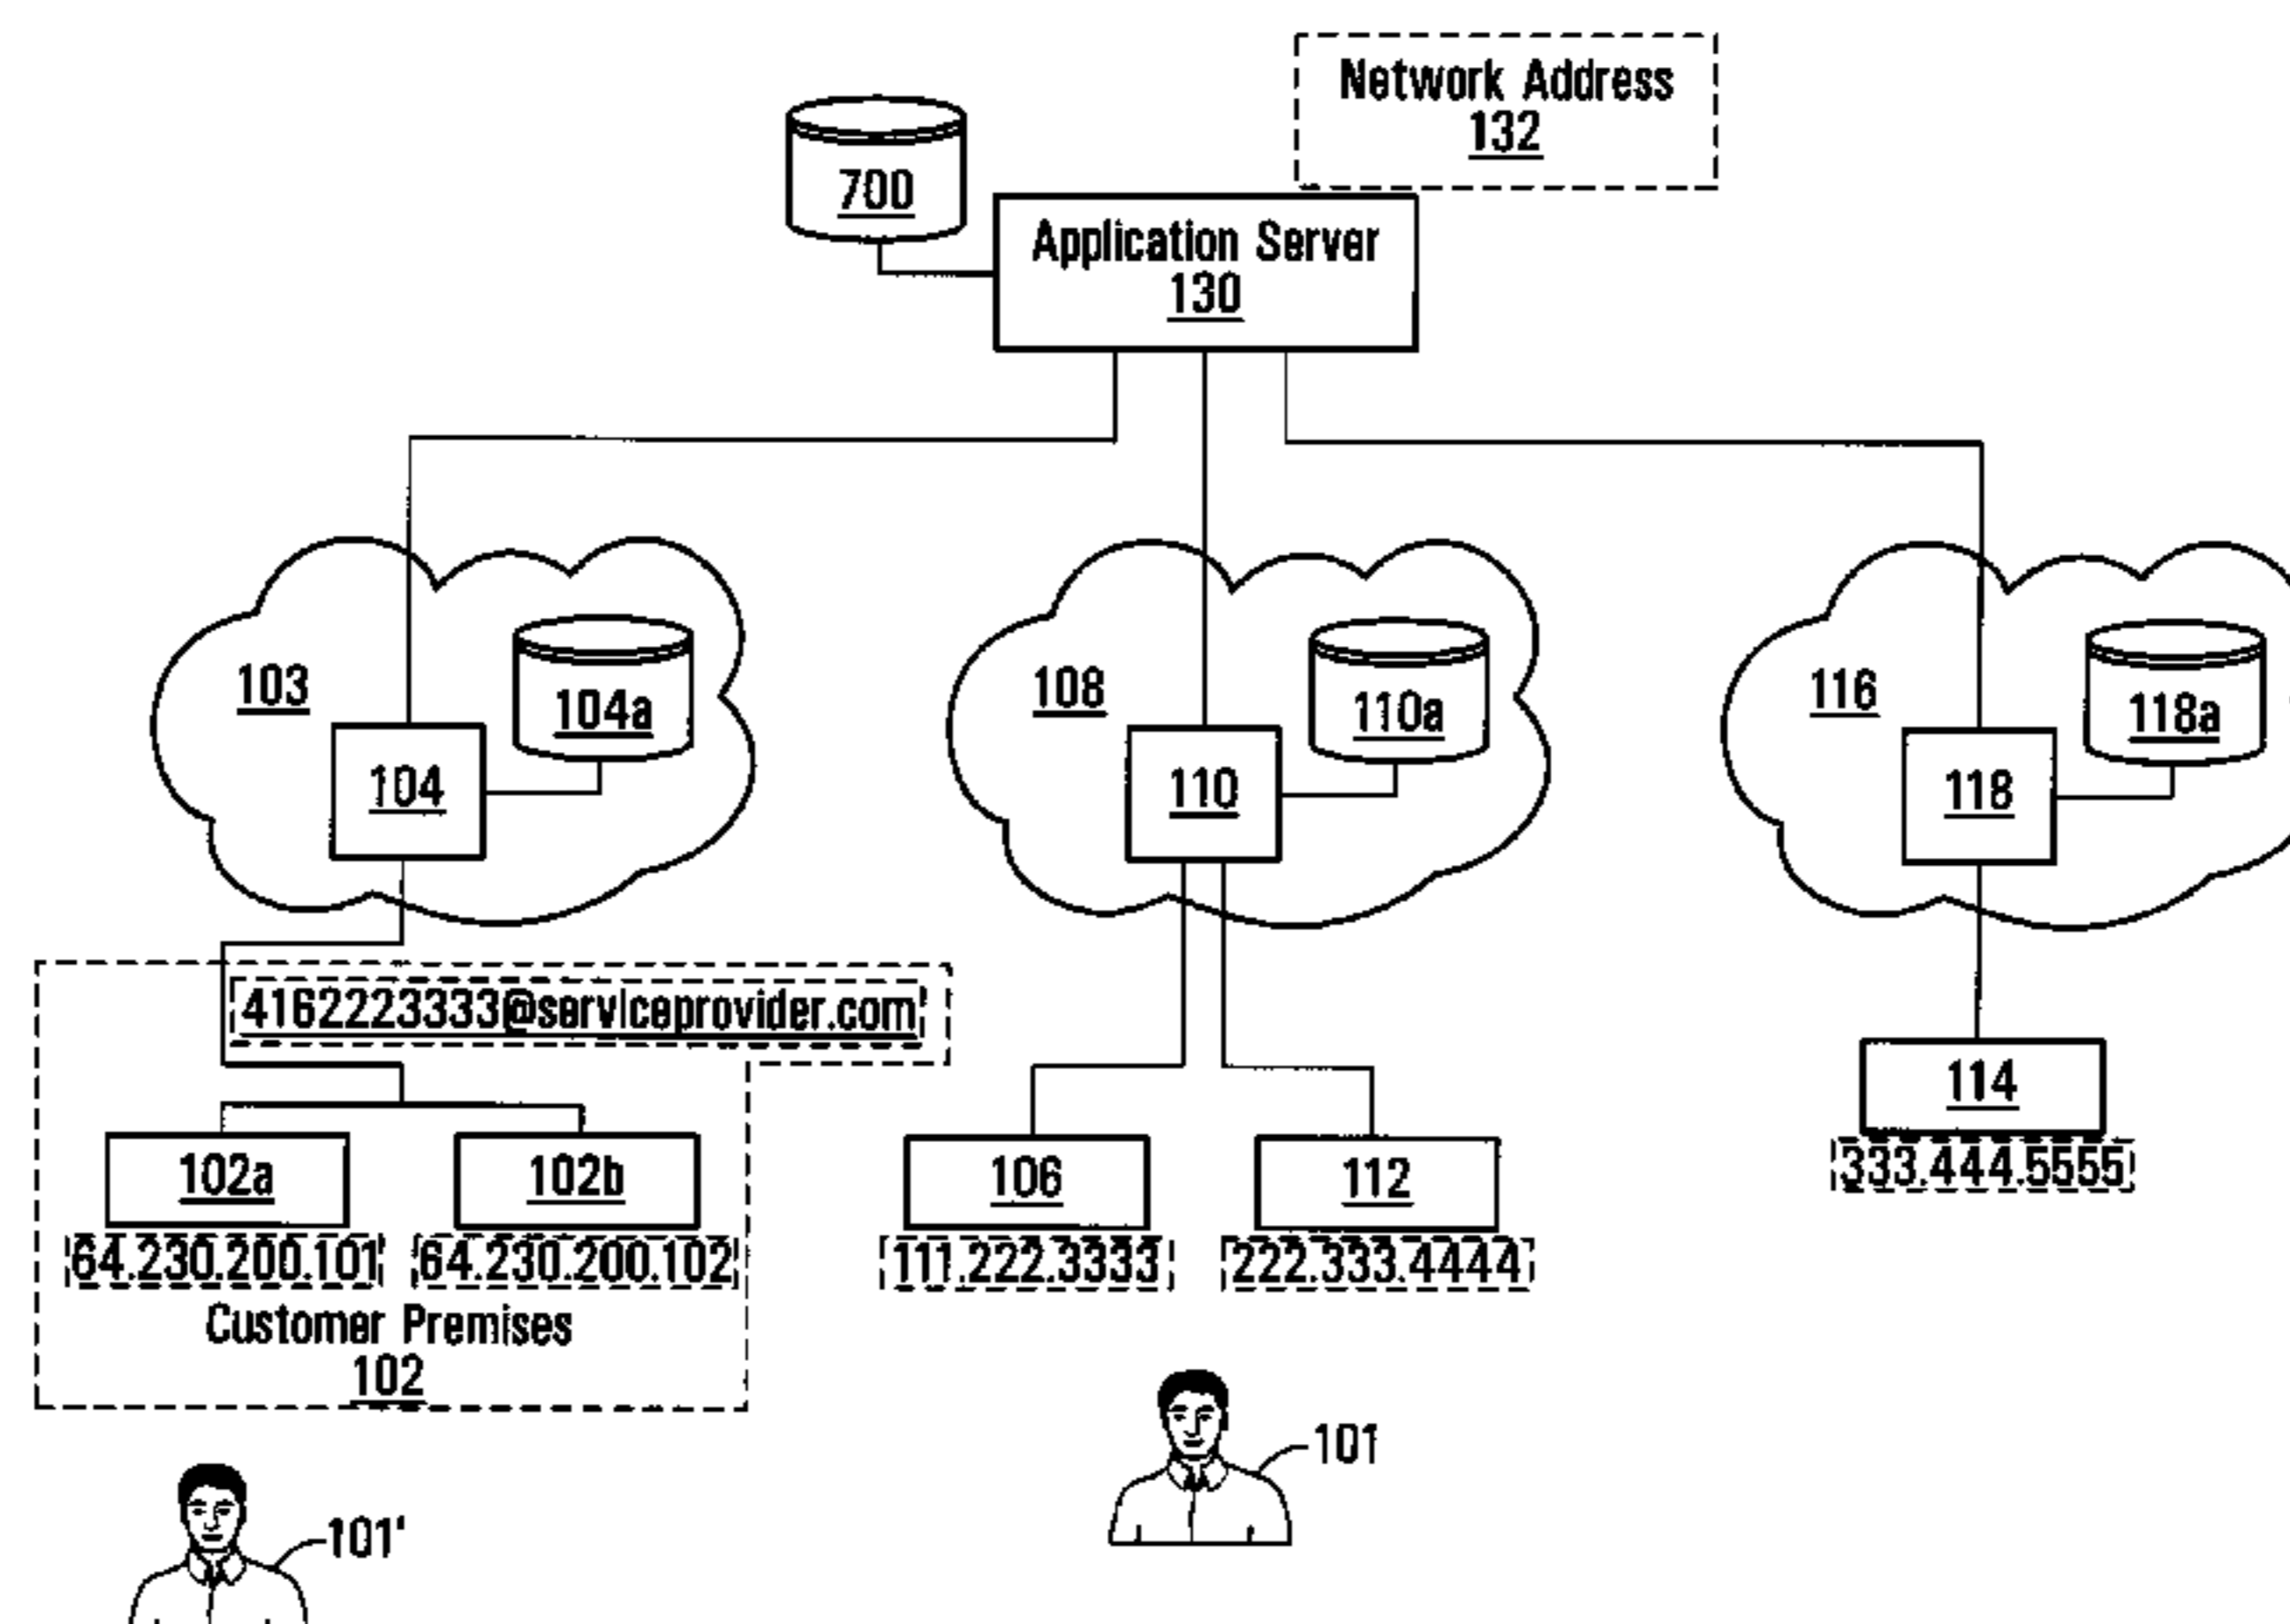 Network Address
132
700
Application Server
130
103
104a
104
108
110a
110
116
118a
118
4162223333@serviceprovider.com
114
333.444.5555
102a
102b
106
112
64.230.200.101
64.230.200.102
111.222.3333
222.333.4444
Customer Premises
102
101
101'